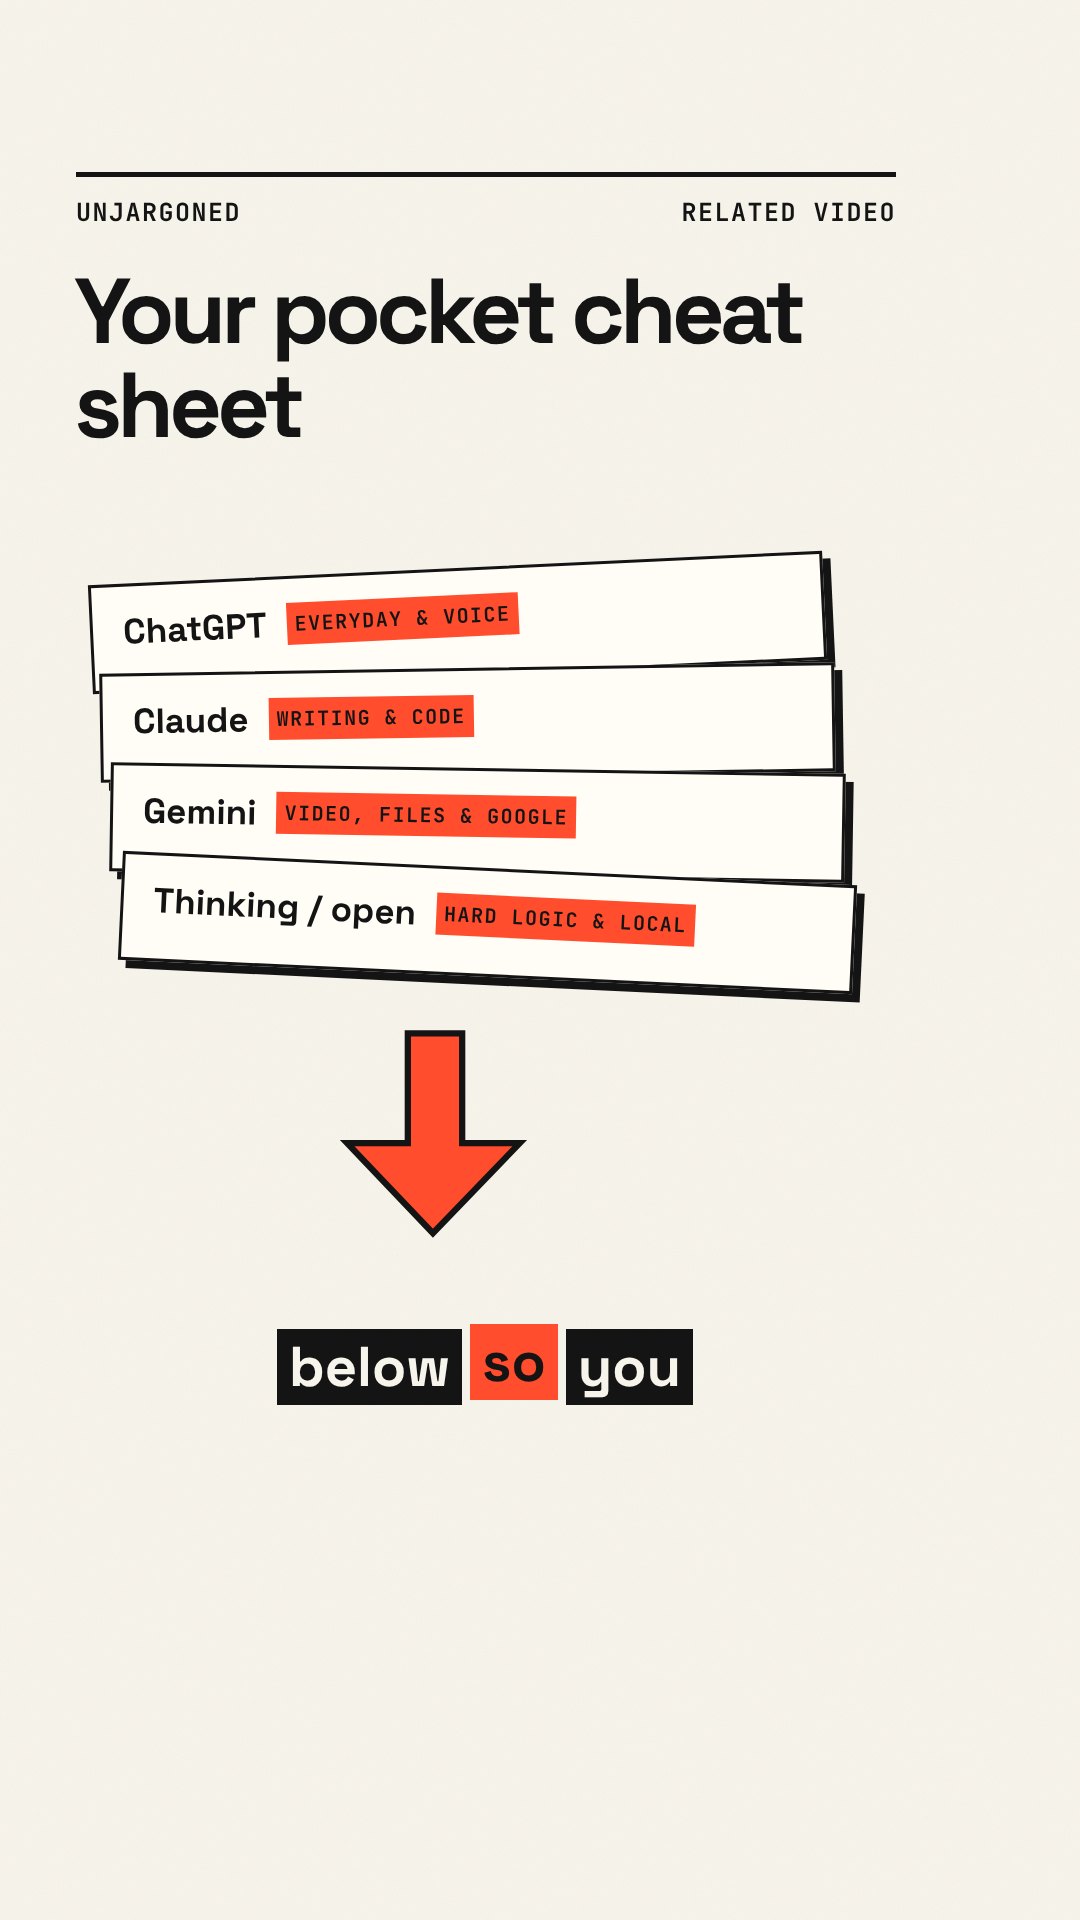 UNJARGONED
RELATED VIDEO
Your pocket cheat
sheet
ChatGPT EVERYDAY & VOICE
Claude WRITING & CODE
Gemini VIDEO, FILES & GOOGLE
Thinking / open HARD LOGIC & LOCAL
below so you